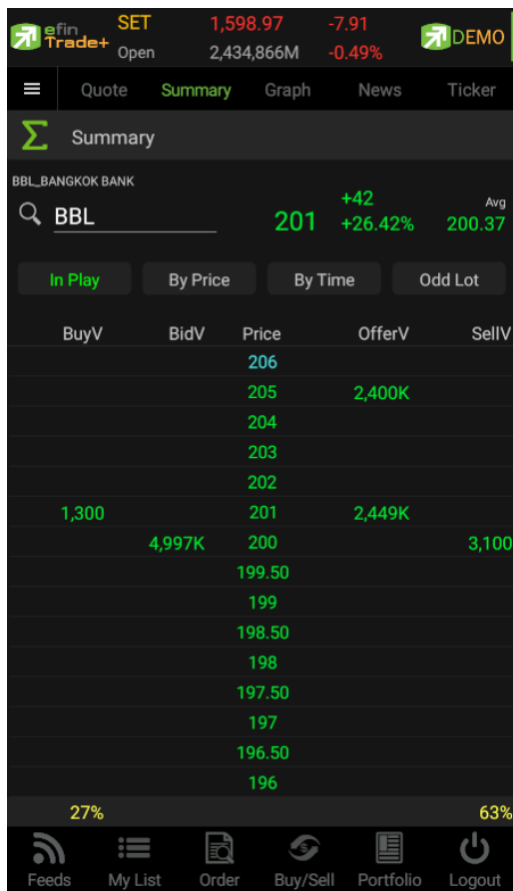 efin Trade+ SET 1,598.97 -7.91 DEMO
Open 2,434,866M -0.49%
Quote Summary Graph News Ticker
Σ Summary
BBL_BANGKOK BANK
BBL 201 +42 +26.42% Avg 200.37
In Play By Price By Time Odd Lot
BuyV BidV Price OfferV SellV
206
205 2,400K
204
203
202
1,300 201 2,449K
4,997K 200 3,100
199.50
199
198.50
198
197.50
197
196.50
196
27% 63%
Feeds My List Order Buy/Sell Portfolio Logout